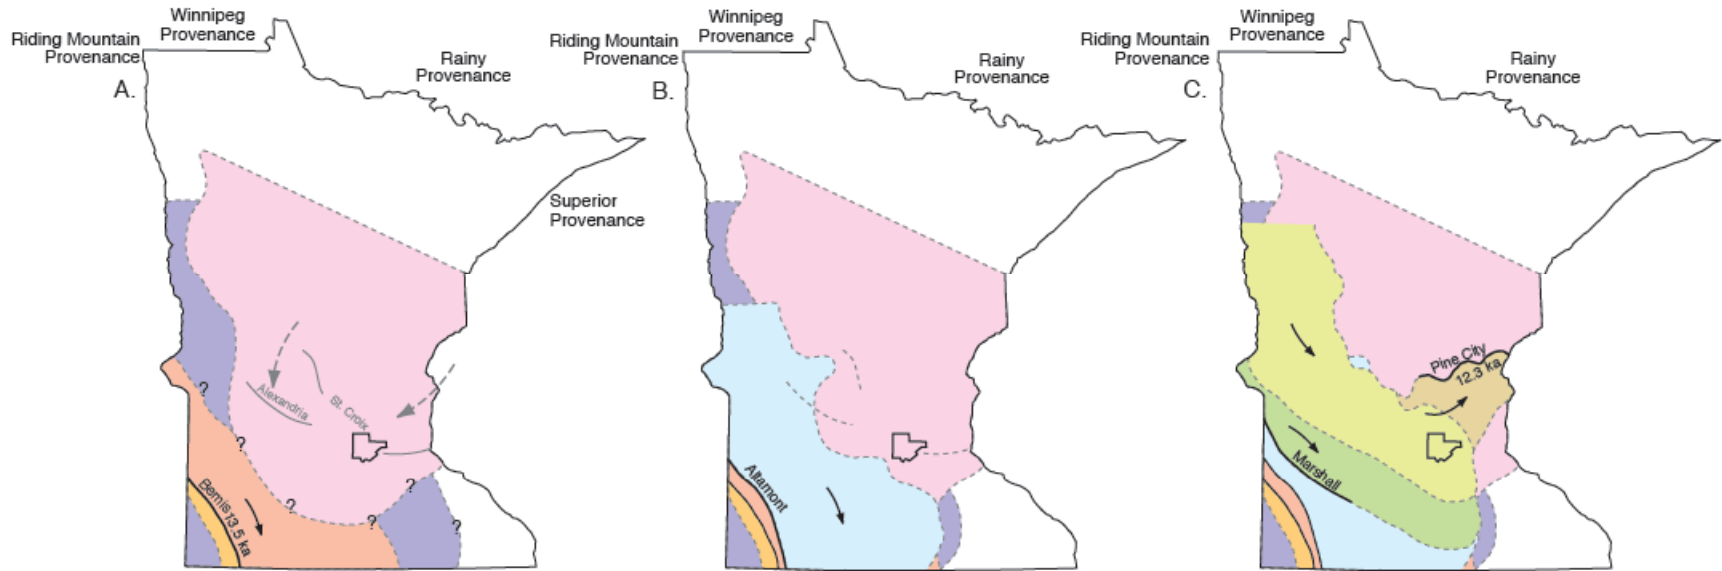 Winnipeg
Provenance
Riding Mountain
Provenance
Rainy
Provenance
A.
Superior
Provenance
Alexandria
St. Croix
?
?
?
?
?
?
Bemis 13.5 ka
Winnipeg
Provenance
Riding Mountain
Provenance
Rainy
Provenance
B.
Altamont
Winnipeg
Provenance
Riding Mountain
Provenance
Rainy
Provenance
C.
Pine City
12.3 ka
Marshall